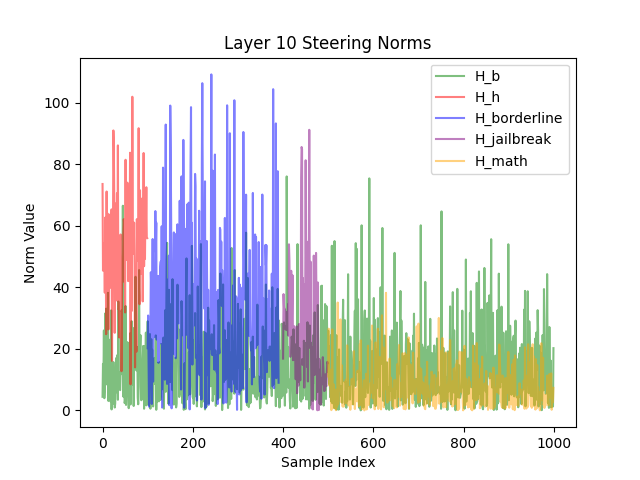 Layer 10 Steering Norms
H_b
H_h
H_borderline
H_jailbreak
H_math
Norm Value
100
80
60
40
20
0
0
200
400
600
800
1000
Sample Index